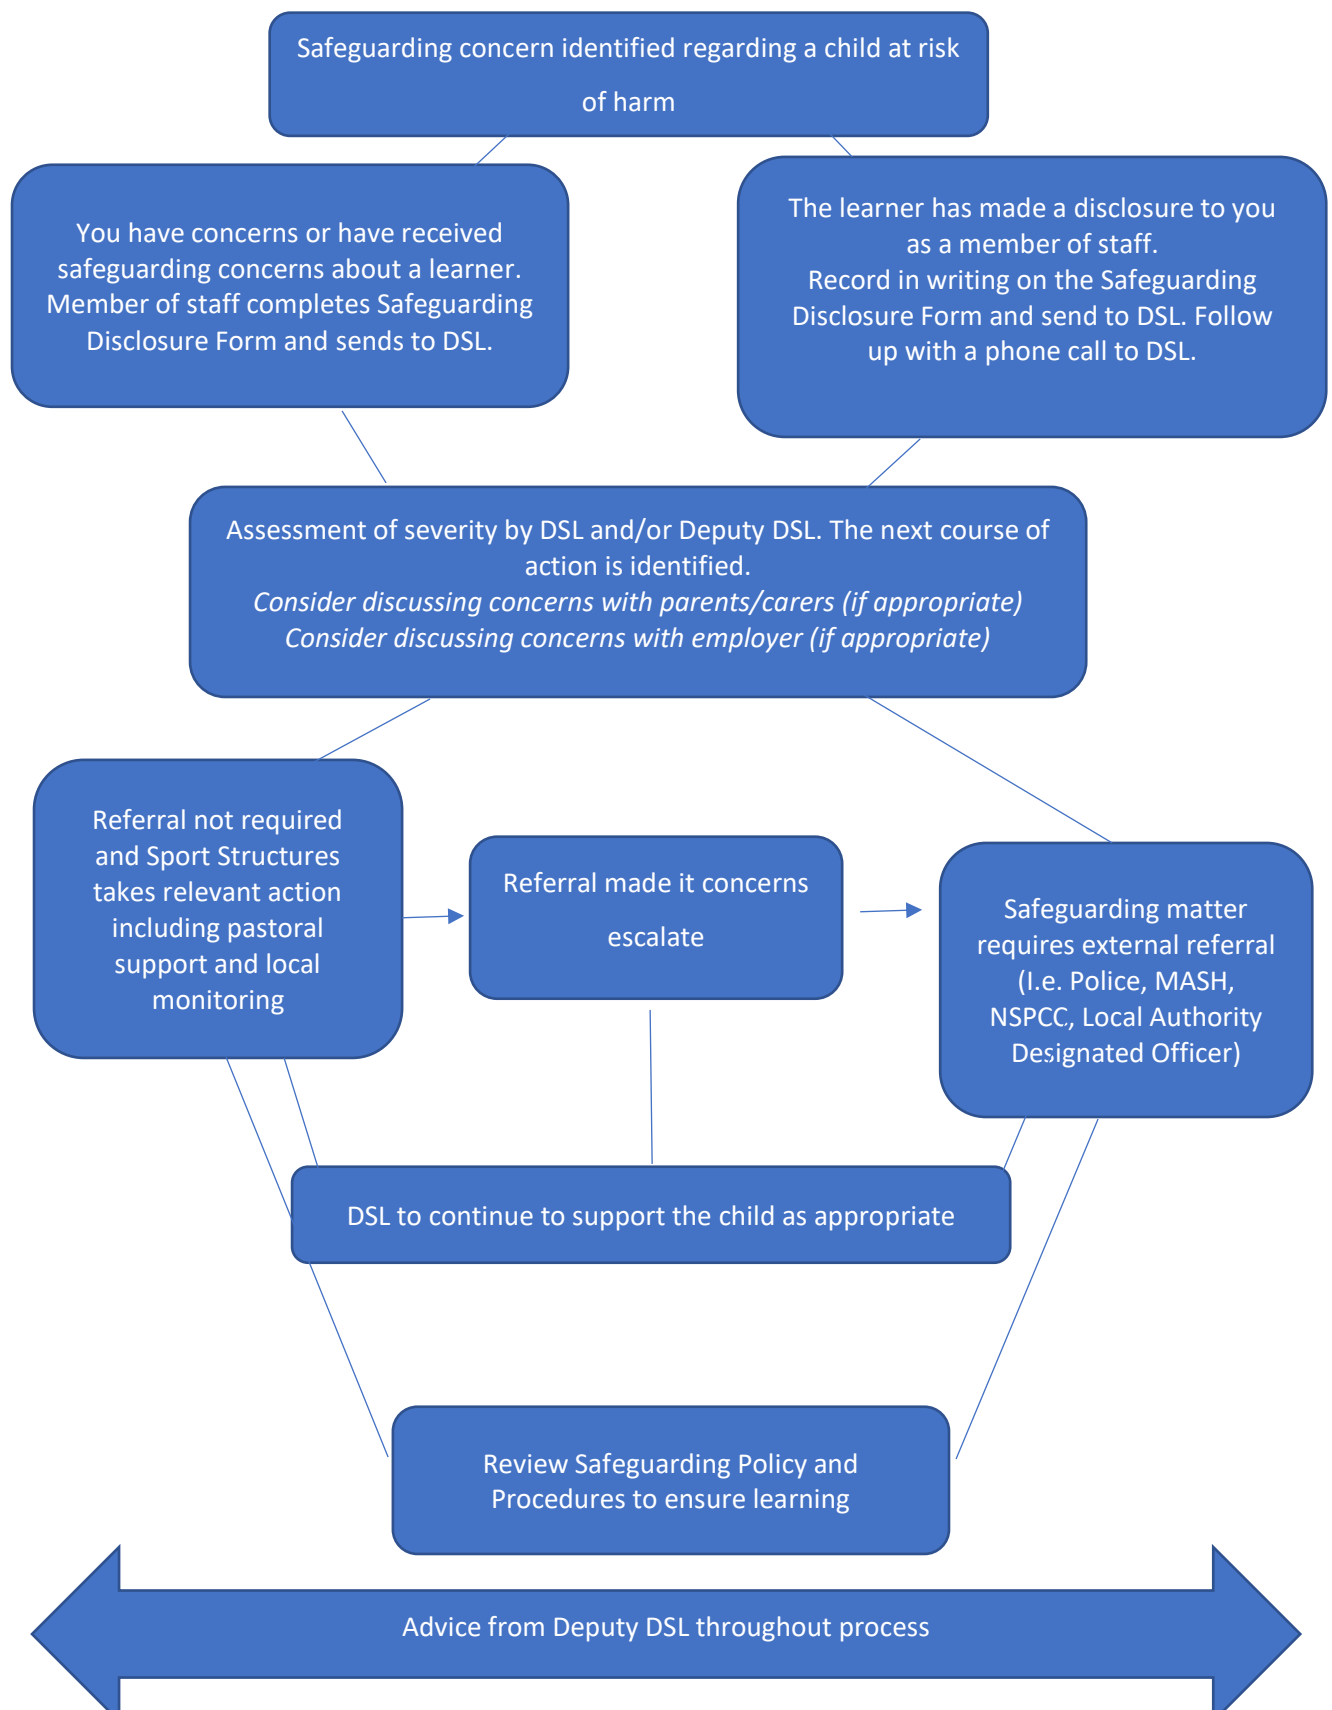 Safeguarding concern identified regarding a child at risk
of harm
You have concerns or have received
safeguarding concerns about a learner.
Member of staff completes Safeguarding
Disclosure Form and sends to DSL.
The learner has made a disclosure to you
as a member of staff.
Record in writing on the Safeguarding
Disclosure Form and send to DSL. Follow
up with a phone call to DSL.
Assessment of severity by DSL and/or Deputy DSL. The next course of
action is identified.
Consider discussing concerns with parents/carers (if appropriate)
Consider discussing concerns with employer (if appropriate)
Referral not required
and Sport Structures
takes relevant action
including pastoral
support and local
monitoring
Referral made it concerns
escalate
Safeguarding matter
requires external referral
(I.e. Police, MASH,
NSPCC, Local Authority
Designated Officer)
DSL to continue to support the child as appropriate
Review Safeguarding Policy and
Procedures to ensure learning
Advice from Deputy DSL throughout process